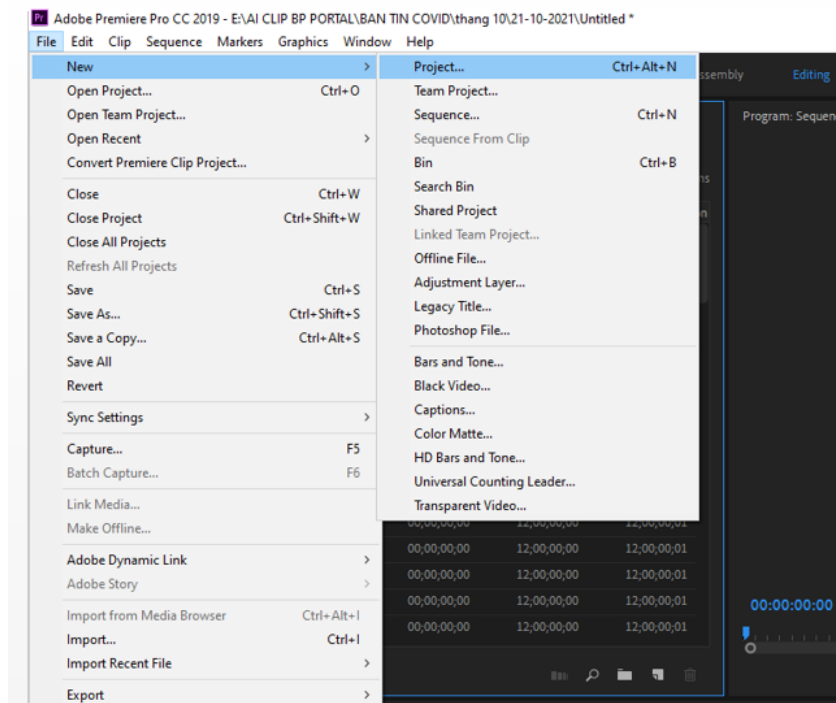 Adobe Premiere Pro CC 2019 - E:\AI CLIP BP PORTAL\BAN TIN COVID\thang 10\21-10-2021\Untitled *
File Edit Clip Sequence Markers Graphics Window Help
New
Open Project... Ctrl+O
Open Team Project...
Open Recent
Convert Premiere Clip Project...
Close Ctrl+W
Close Project Ctrl+Shift+W
Close All Projects
Refresh All Projects
Save Ctrl+S
Save As... Ctrl+Shift+S
Save a Copy... Ctrl+Alt+S
Save All
Revert
Sync Settings
Capture... F5
Batch Capture... F6
Link Media...
Make Offline...
Adobe Dynamic Link
Adobe Story
Import from Media Browser Ctrl+Alt+I
Import... Ctrl+I
Import Recent File
Export
Project... Ctrl+Alt+N
Team Project...
Sequence... Ctrl+N
Sequence From Clip
Bin Ctrl+B
Search Bin
Shared Project
Linked Team Project...
Offline File...
Adjustment Layer...
Legacy Title...
Photoshop File...
Bars and Tone...
Black Video...
Captions...
Color Matte...
HD Bars and Tone...
Universal Counting Leader...
Transparent Video...
ssembly Editing
Program: Sequen
ns
n
00;00;00;00 12;00;00;00 12;00;00;01
00;00;00;00 12;00;00;00 12;00;00;01
00;00;00;00 12;00;00;00 12;00;00;01
00;00;00;00 12;00;00;00 12;00;00;01
00;00;00;00 12;00;00;00 12;00;00;01
00:00:00:00